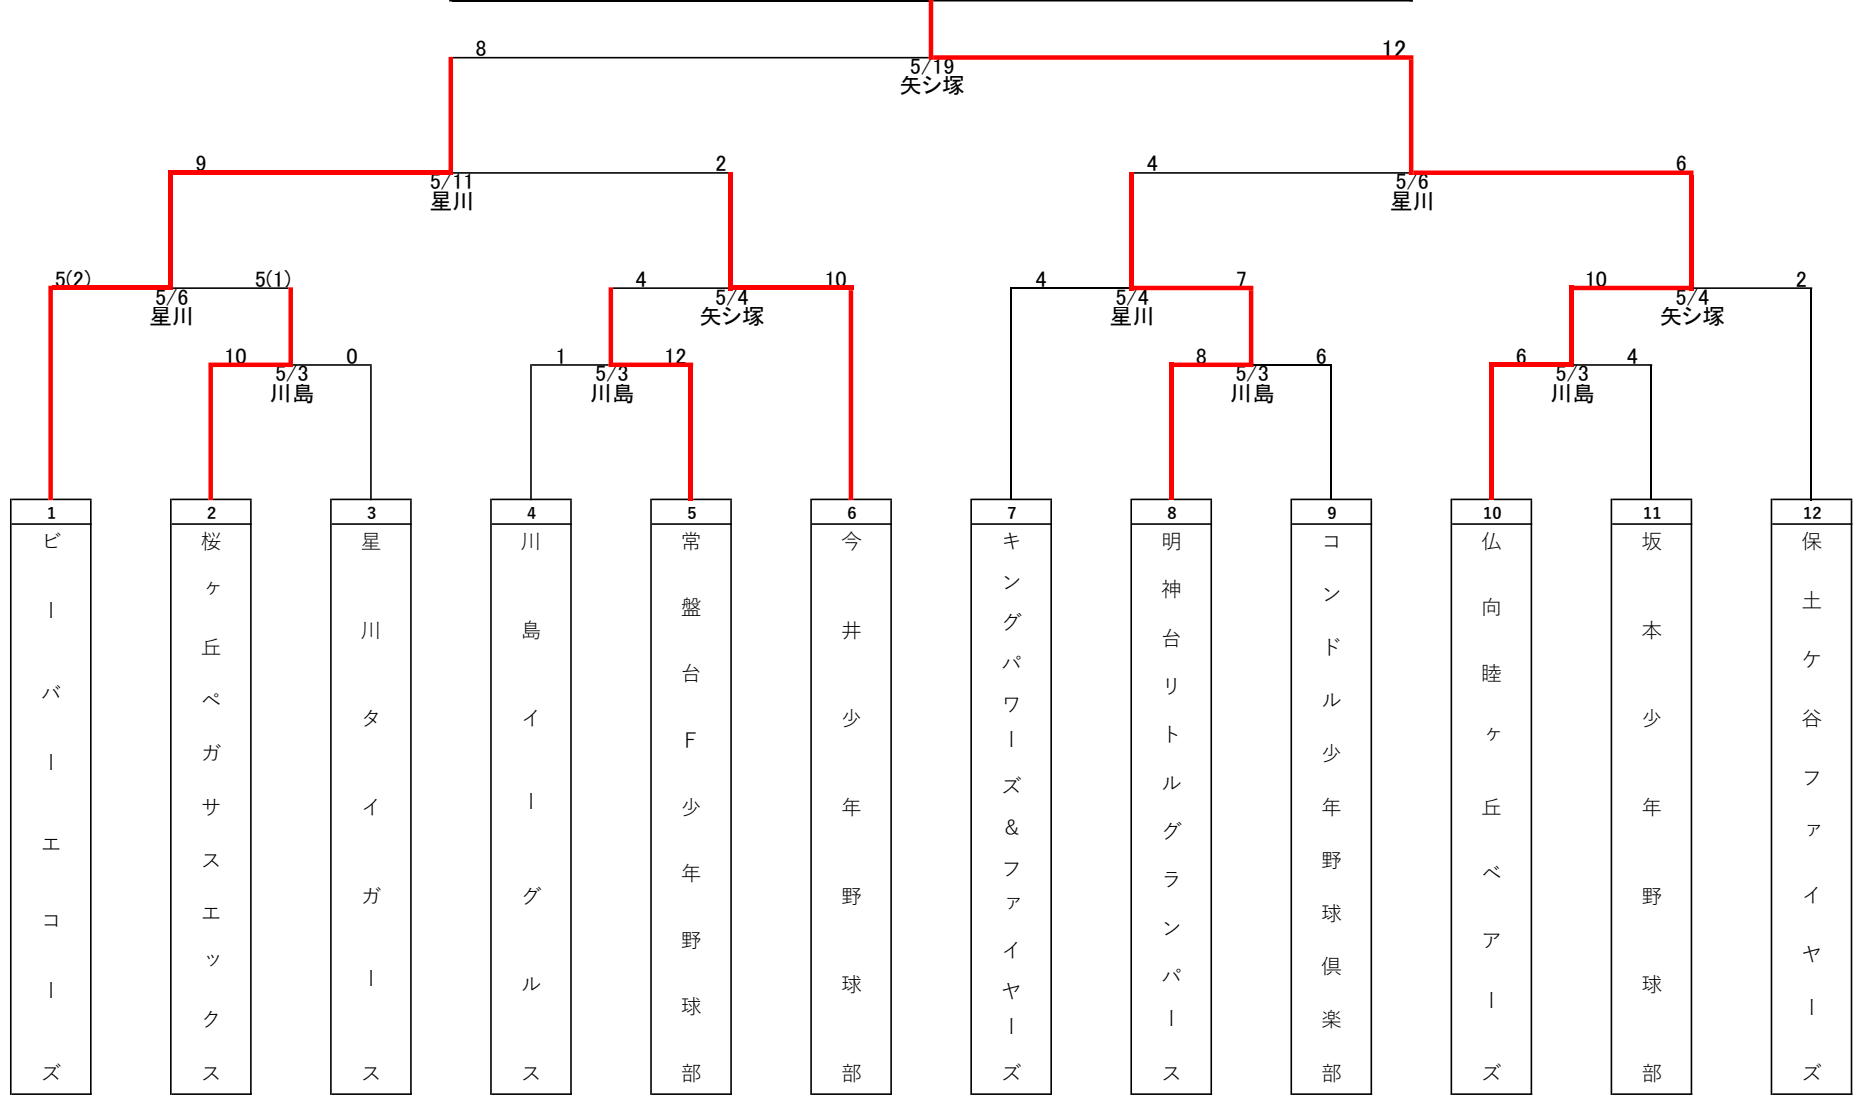 8 12
5/19
矢シ塚
9 2 4 6
5/11 5/6
星川 星川
5(2) 5(1) 4 10 4 7 10 2
5/6 5/4 5/4 5/4
星川 矢シ塚 星川 矢シ塚
10 0 1 12 8 6 6 4
5/3 5/3 5/3 5/3
川島 川島 川島 川島
1 2 3 4 5 6 7 8 9 10 11 12
ビーバーエコーズ
桜ヶ丘ペガサスエックス
星川タイガース
川島イーグルス
常盤台F少年野球部
今井少年野球部
キングパワーズ&ファイヤーズ
明神台リトルグランパース
コンドル少年野球倶楽部
仏向睦ヶ丘ベアーズ
坂本少年野球部
保土ケ谷ファイヤーズ